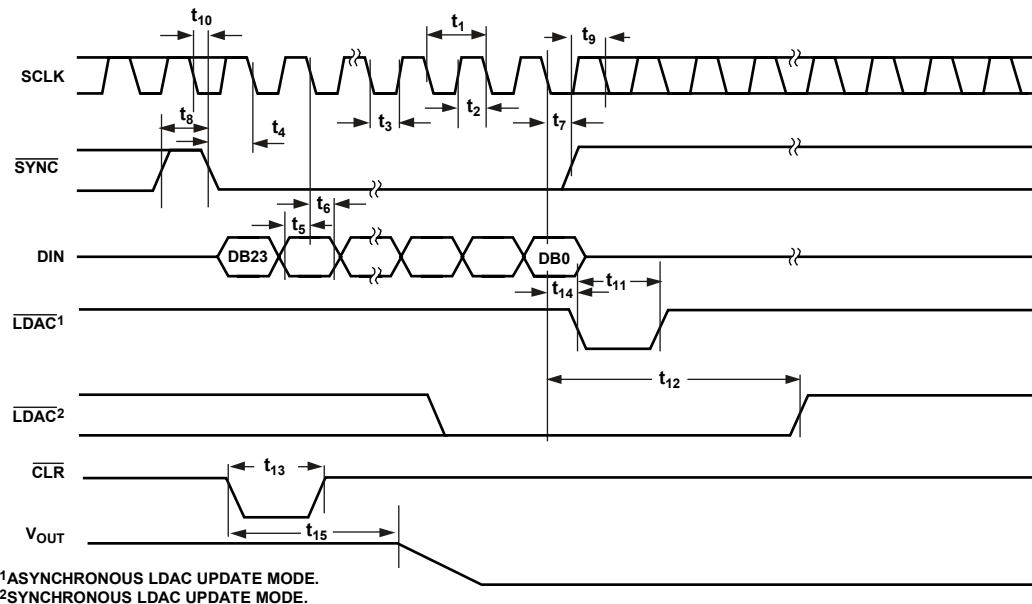 t10
t1
t9
SCLK
t8
t4
t3
t2
t7
SYNC
t5
t6
DIN
DB23
DB0
t14
t11
LDAC1
t12
LDAC2
CLR
t13
t15
VOUT
1ASYNCHRONOUS LDAC UPDATE MODE.
2SYNCHRONOUS LDAC UPDATE MODE.